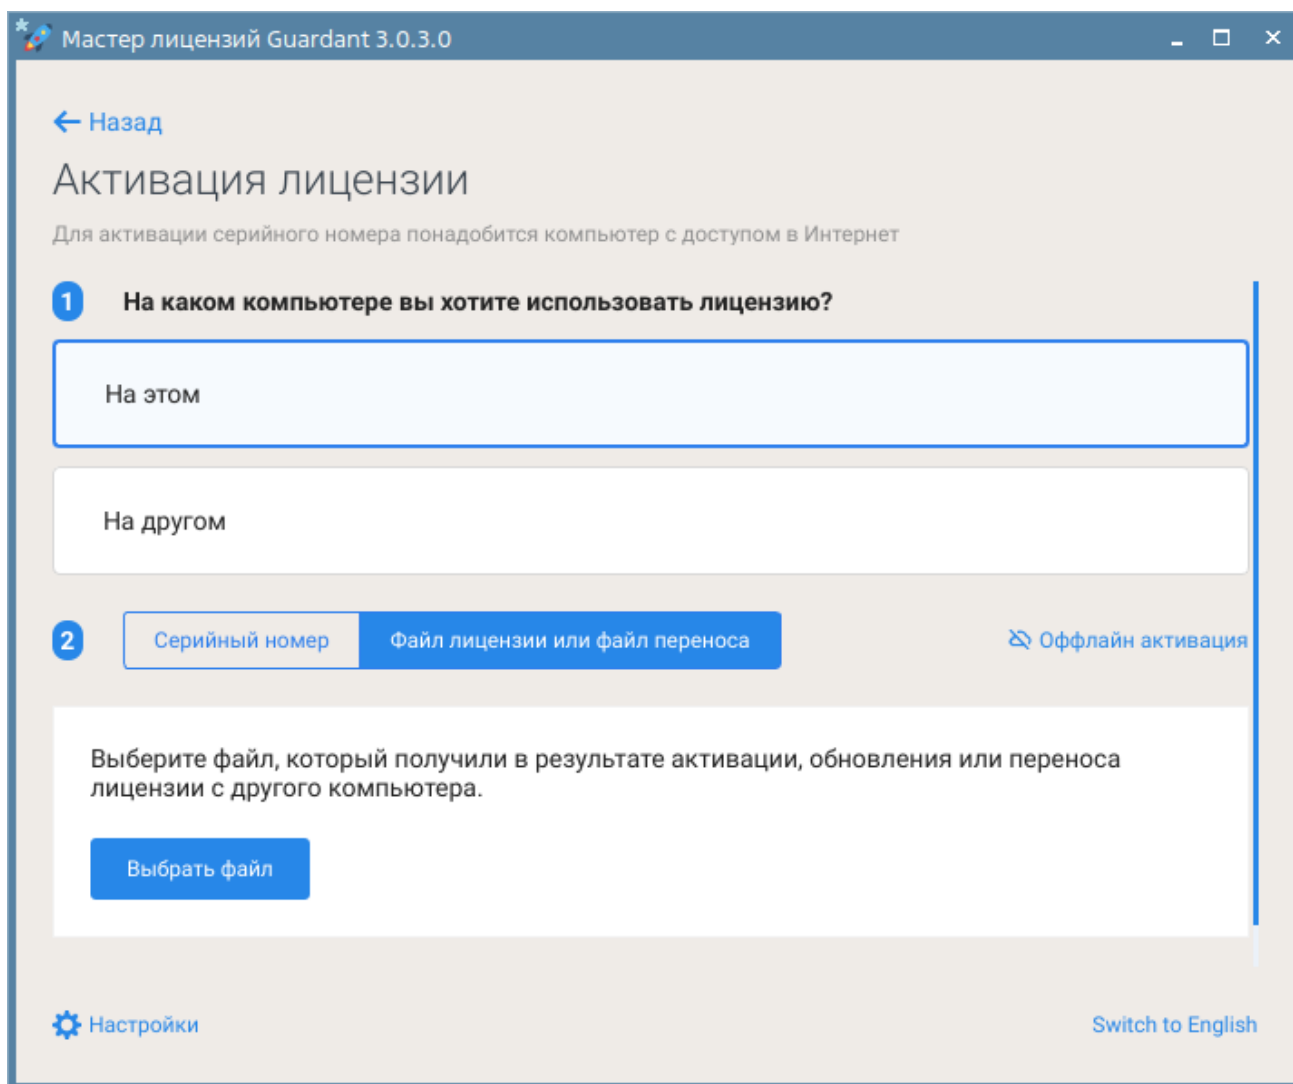 Мастер лицензий Guardant 3.0.3.0
Назад
Активация лицензии
Для активации серийного номера понадобится компьютер с доступом в Интернет
1 На каком компьютере вы хотите использовать лицензию?
На этом
На другом
2 Серийный номер Файл лицензии или файл переноса Оффлайн активация
Выберите файл, который получили в результате активации, обновления или переноса
лицензии с другого компьютера.
Выбрать файл
Настройки Switch to English